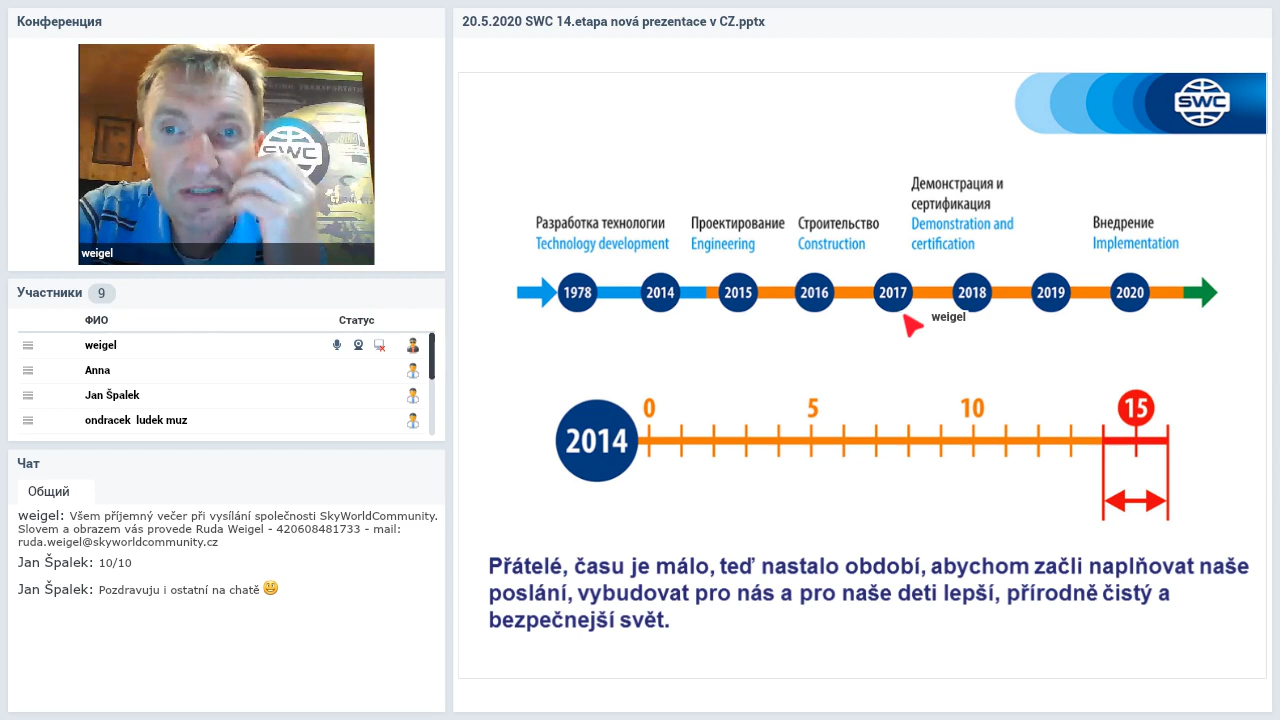 Конференция
SWC
weigel
Участники 9
ФИО Статус
weigel
Anna
Jan Špalek
ondracek ludek muz
Чат
Общий
weigel: Všem příjemný večer při vysílání společnosti SkyWorldCommunity.
Slovem a obrazem vás provede Ruda Weigel - 420608481733 - mail:
ruda.weigel@skyworldcommunity.cz
Jan Špalek: 10/10
Jan Špalek: Pozdravuju i ostatní na chatě
20.5.2020 SWC 14.etapa nová prezentace v CZ.pptx
SWC
Разработка технологии
Technology development
Проектирование
Engineering
Строительство
Construction
Демонстрация и
сертификация
Demonstration and
certification
Внедрение
Implementation
1978 2014 2015 2016 2017 2018 2019 2020
weigel
2014 0 5 10 15
Přátelé, času je málo, teď nastalo období, abychom začli naplňovat naše
poslání, vybudovat pro nás a pro naše deti lepší, přírodně čistý a
bezpečnejší svět.